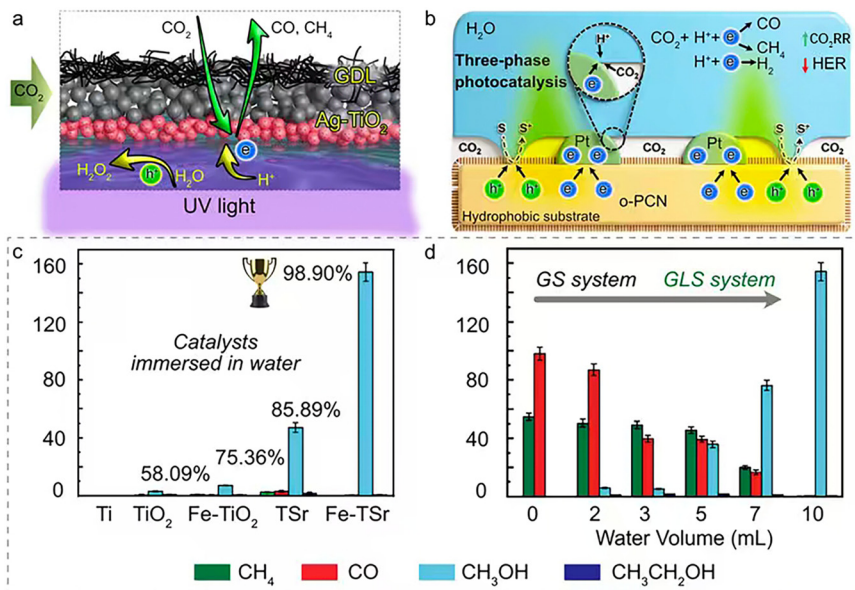 a
CO2
CO, CH4
GDL
CO2
Ag-TiO2
e
H2O2
h+
H2O
H+
UV light
b
H2O
H+
CO2
e
CO2 + H+ + e
CO
CH4
H+ + e
H2
↑CO2RR
↓HER
Three-phase
photocatalysis
S
S+
CO2
Pt
e e
CO2
Pt
e e
S
S+
CO2
h+ h+
e e
e e
h+ h+
o-PCN
Hydrophobic substrate
c
160
120
80
40
0
98.90%
Catalysts
immersed in water
85.89%
75.36%
58.09%
Ti TiO2 Fe-TiO2 TSr Fe-TSr
d
160
120
80
40
0
GS system GLS system
0 2 3 5 7 10
Water Volume (mL)
CH4 CO CH3OH CH3CH2OH